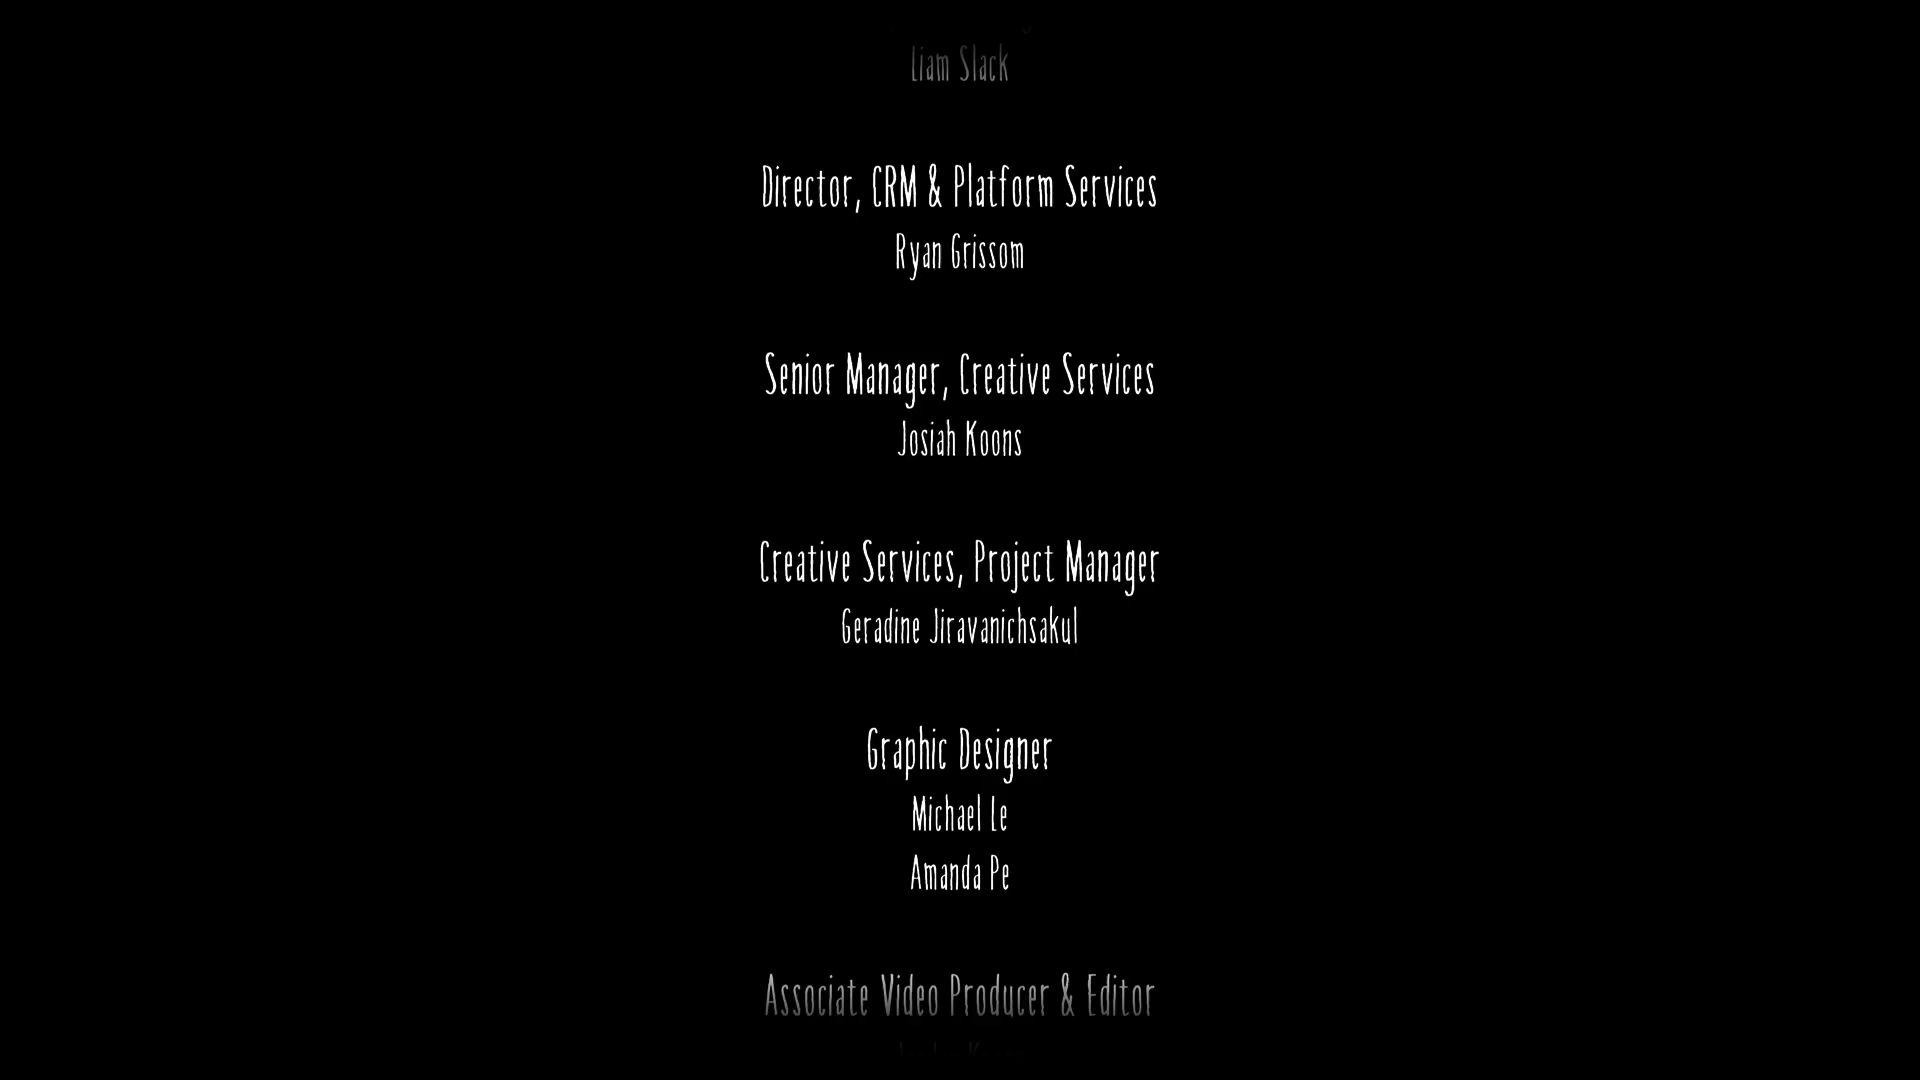 Liam Slack
Director, CRM & Platform Services
Ryan Grissom
Senior Manager, Creative Services
Josiah Koons
Creative Services, Project Manager
Geradine Jiravanichsakul
Graphic Designer
Michael Le
Amanda Pe
Associate Video Producer & Editor